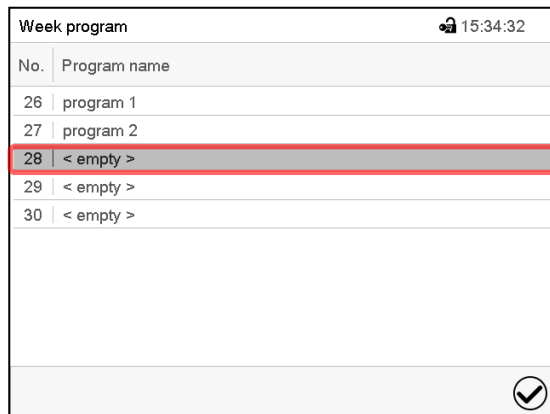 Week program 15:34:32
No. Program name
26 program 1
27 program 2
28 < empty >
29 < empty >
30 < empty >